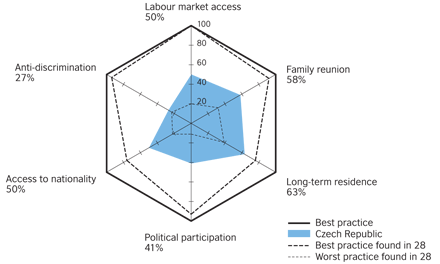 Labour market access
50%
100
80
60
40
20
Anti-discrimination
27%
Family reunion
58%
Access to nationality
50%
Long-term residence
63%
Political participation
41%
Best practice
Czech Republic
Best practice found in 28
Worst practice found in 28